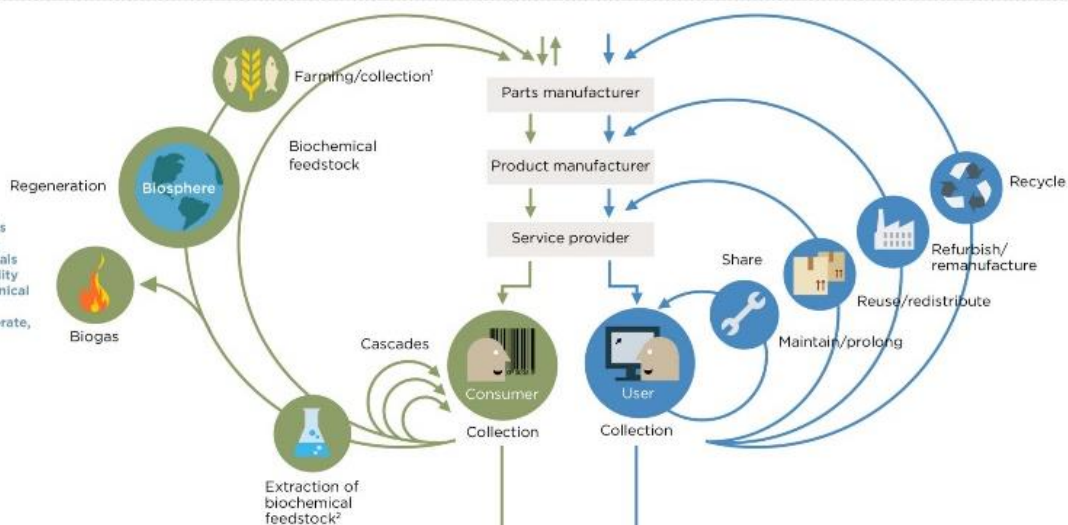 Farming/collection¹
Biochemical
feedstock
Regeneration
Biosphere
Biogas
Cascades
Extraction of
biochemical
feedstock²
Parts manufacturer
Product manufacturer
Service provider
Consumer
Collection
User
Collection
Share
Maintain/prolong
Reuse/redistribute
Refurbish/
remanufacture
Recycle